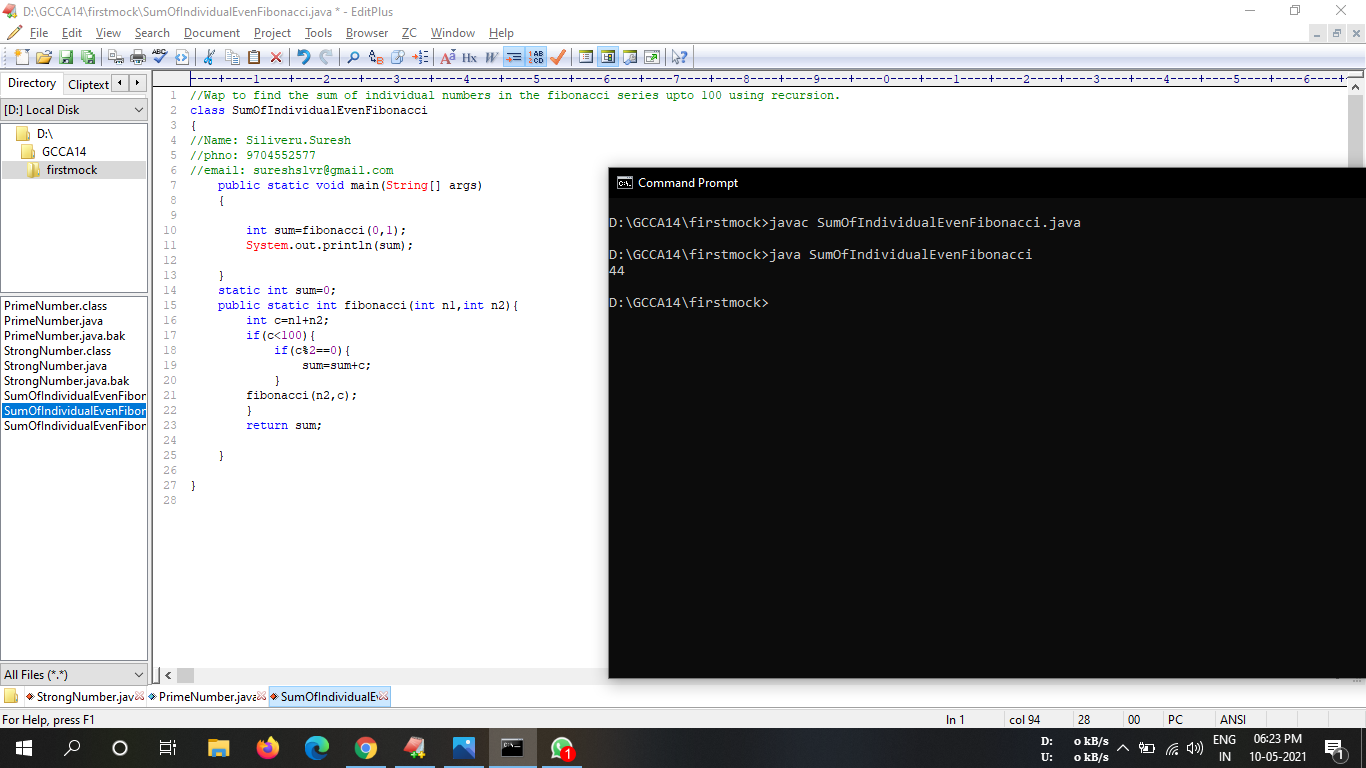 D:\GCCA14\firstmock\SumOfIndividualEvenFibonacci.java * - EditPlus
File Edit View Search Document Project Tools Browser ZC Window Help
Directory Cliptext
[D:] Local Disk
D:\
GCCA14
firstmock
PrimeNumber.class
PrimeNumber.java
PrimeNumber.java.bak
StrongNumber.class
StrongNumber.java
StrongNumber.java.bak
SumOfIndividualEvenFibor
SumOfIndividualEvenFibor
SumOfIndividualEvenFibor
All Files (*.*)
----+----1----+----2----+----3----+----4----+----5----+----6----+----7----+----8----+----9----+----0----+----1----+----2----+----3----+----4----+----5----+----6----+
1 //Wap to find the sum of individual numbers in the fibonacci series upto 100 using recursion.
2 class SumOfIndividualEvenFibonacci
3 {
4 //Name: Siliveru.Suresh
5 //phno: 9704552577
6 //email: sureshslvr@gmail.com
7 public static void main(String[] args)
8 {
9
10 int sum=fibonacci(0,1);
11 System.out.println(sum);
12
13 }
14 static int sum=0;
15 public static int fibonacci(int n1,int n2){
16 int c=n1+n2;
17 if(c<100){
18 if(c%2==0){
19 sum=sum+c;
20 }
21 fibonacci(n2,c);
22 }
23 return sum;
24
25 }
26
27 }
28
Command Prompt
D:\GCCA14\firstmock>javac SumOfIndividualEvenFibonacci.java
D:\GCCA14\firstmock>java SumOfIndividualEvenFibonacci
44
D:\GCCA14\firstmock>
StrongNumber.jav PrimeNumber.java SumOfIndividualEv
For Help, press F1 ln 1 col 94 28 00 PC ANSI
D: 0 kB/s
U: 0 kB/s
ENG
IN
06:23 PM
10-05-2021
1
1